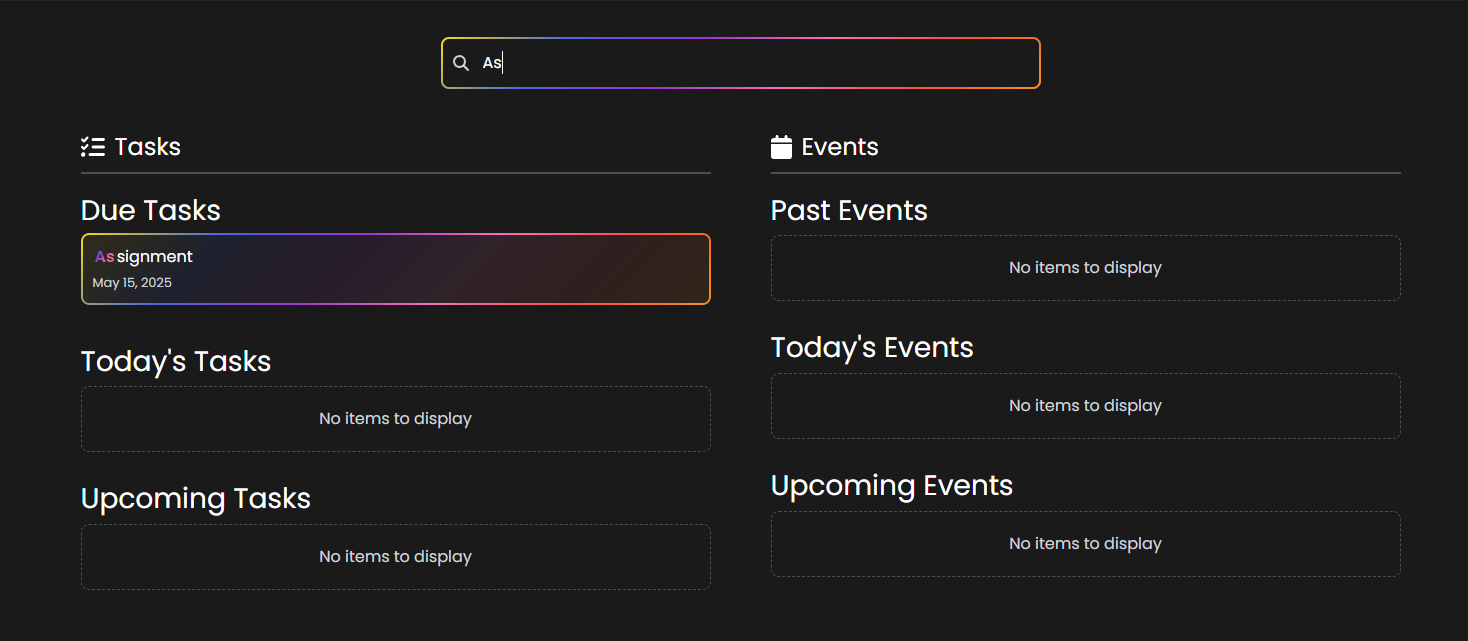 As
Tasks
Due Tasks
Assignment
May 15, 2025
Today's Tasks
No items to display
Upcoming Tasks
No items to display
Events
Past Events
No items to display
Today's Events
No items to display
Upcoming Events
No items to display